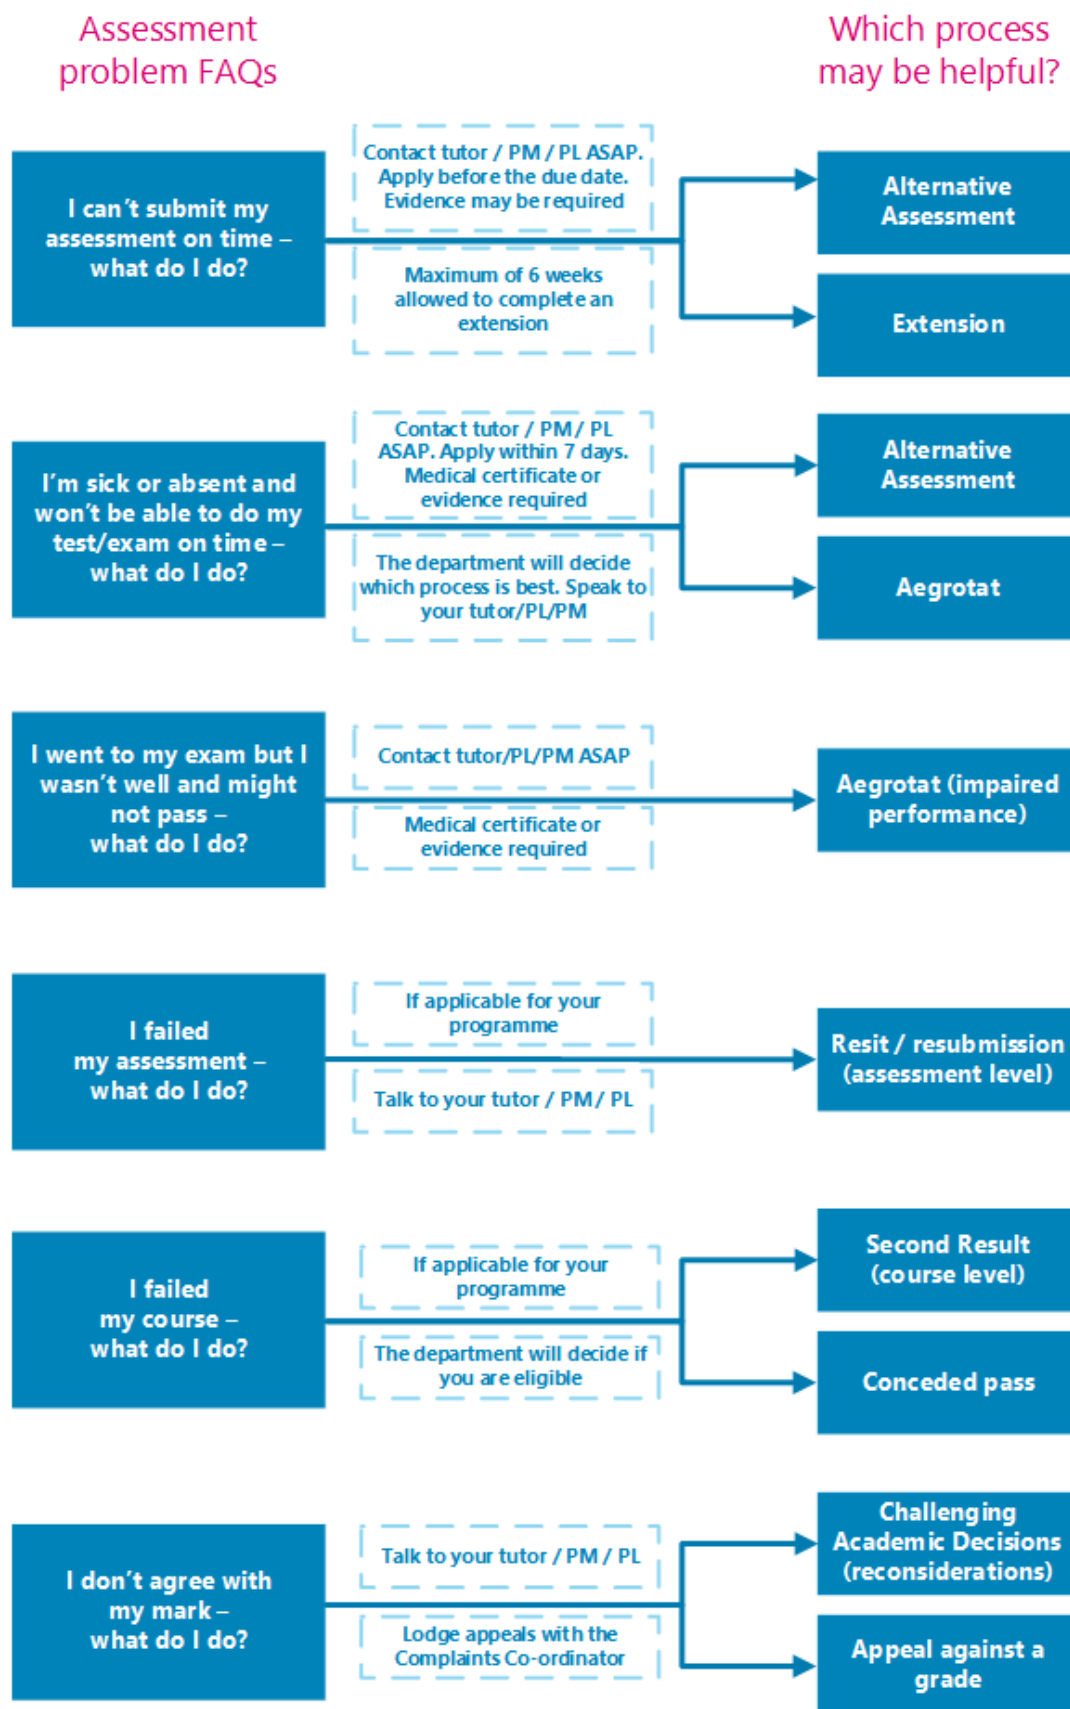 Assessment
problem FAQs
Which process
may be helpful?
I can't submit my
assessment on time –
what do I do?
Contact tutor / PM / PL ASAP.
Apply before the due date.
Evidence may be required
Maximum of 6 weeks
allowed to complete an
extension
Alternative
Assessment
Extension
I'm sick or absent and
won't be able to do my
test/exam on time –
what do I do?
Contact tutor / PM / PL
ASAP. Apply within 7 days.
Medical certificate or
evidence required
The department will decide
which process is best. Speak to
your tutor/PL/PM
Alternative
Assessment
Aegrotat
I went to my exam but I
wasn't well and might
not pass –
what do I do?
Contact tutor/PL/PM ASAP
Medical certificate or
evidence required
Aegrotat (impaired
performance)
I failed
my assessment –
what do I do?
If applicable for your
programme
Talk to your tutor / PM / PL
Resit / resubmission
(assessment level)
I failed
my course –
what do I do?
If applicable for your
programme
The department will decide if
you are eligible
Second Result
(course level)
Conceded pass
I don't agree with
my mark –
what do I do?
Talk to your tutor / PM / PL
Lodge appeals with the
Complaints Co-ordinator
Challenging
Academic Decisions
(reconsiderations)
Appeal against a
grade